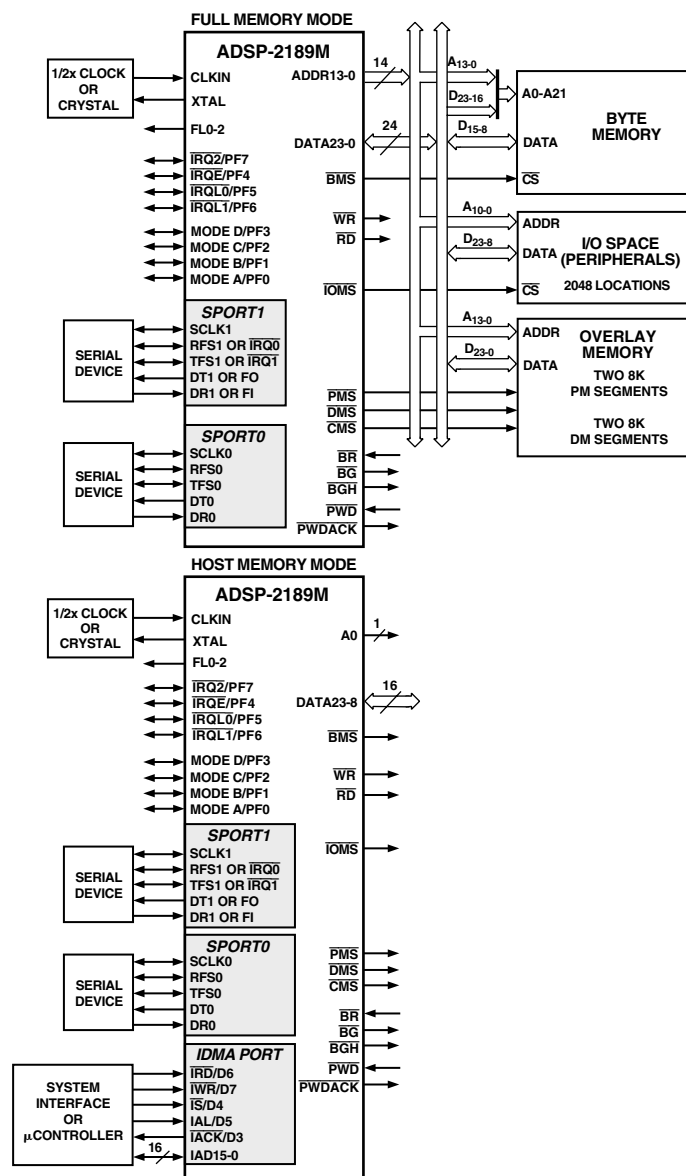 FULL MEMORY MODE
ADSP-2189M
1/2x CLOCK
OR
CRYSTAL
CLKIN
XTAL
FL0-2
IRQ2/PF7
IRQE/PF4
IRQL0/PF5
IRQL1/PF6
MODE D/PF3
MODE C/PF2
MODE B/PF1
MODE A/PF0
SERIAL
DEVICE
SPORT1
SCLK1
RFS1 OR IRQ0
TFS1 OR IRQ1
DT1 OR FO
DR1 OR FI
SERIAL
DEVICE
SPORT0
SCLK0
RFS0
TFS0
DT0
DR0
ADDR13-0
14
DATA23-0
24
BMS
WR
RD
IOMS
PMS
DMS
CMS
BR
BG
BGH
PWD
PWDACK
A13-0
D23-16
D15-8
A0-A21
BYTE
MEMORY
DATA
CS
A10-0
D23-8
ADDR
I/O SPACE
(PERIPHERALS)
DATA
2048 LOCATIONS
CS
A13-0
D23-0
ADDR
OVERLAY
MEMORY
DATA
TWO 8K
PM SEGMENTS
TWO 8K
DM SEGMENTS
HOST MEMORY MODE
ADSP-2189M
1/2x CLOCK
OR
CRYSTAL
CLKIN
XTAL
FL0-2
IRQ2/PF7
IRQE/PF4
IRQL0/PF5
IRQL1/PF6
MODE D/PF3
MODE C/PF2
MODE B/PF1
MODE A/PF0
SERIAL
DEVICE
SPORT1
SCLK1
RFS1 OR IRQ0
TFS1 OR IRQ1
DT1 OR FO
DR1 OR FI
SERIAL
DEVICE
SPORT0
SCLK0
RFS0
TFS0
DT0
DR0
SYSTEM
INTERFACE
OR
μCONTROLLER
16
IDMA PORT
IRD/D6
IWR/D7
IS/D4
IAL/D5
IACK/D3
IAD15-0
A0
1
DATA23-8
16
BMS
WR
RD
IOMS
PMS
DMS
CMS
BR
BG
BGH
PWD
PWDACK